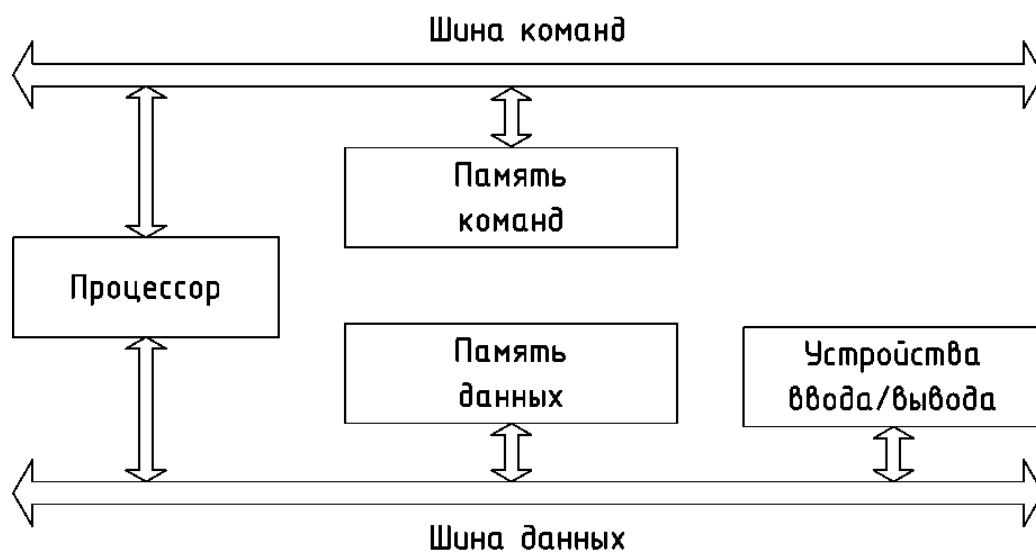 Шина команд
Память
команд
Процессор
Память
данных
Устройства
ввода/вывода
Шина данных